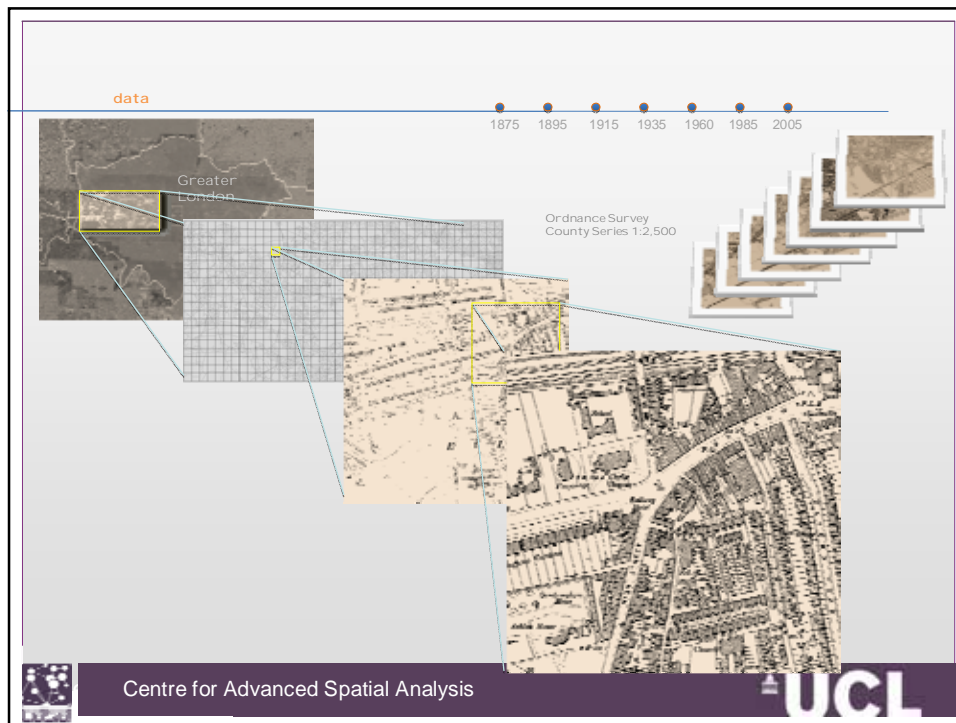 data
1875 1895 1915 1935 1960 1985 2005
Greater
London
Ordnance Survey
County Series 1:2,500
School
Centre for Advanced Spatial Analysis
UCL